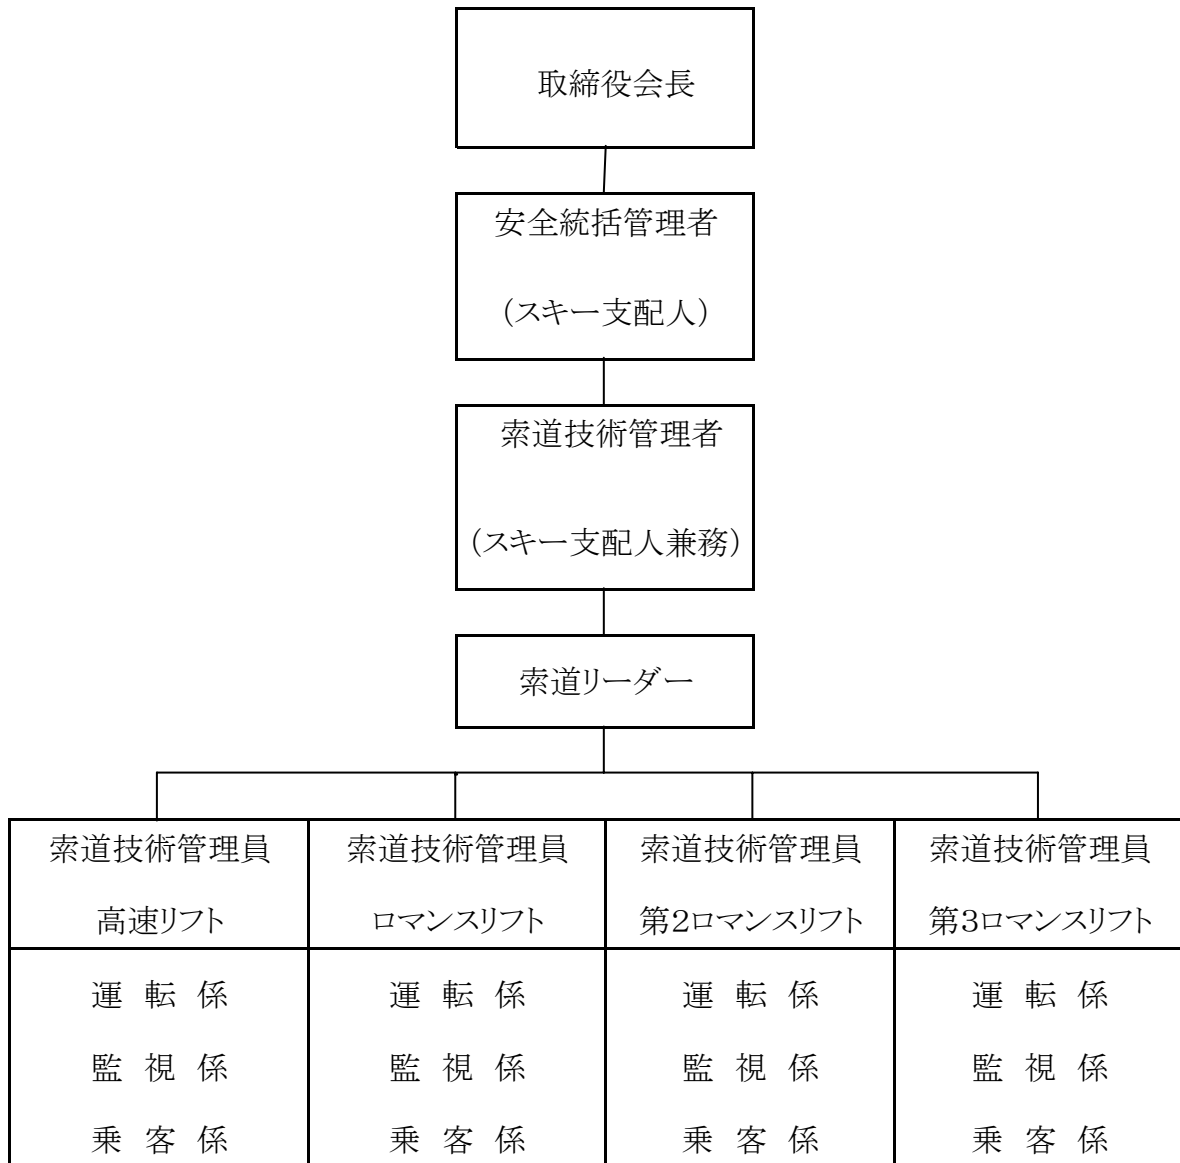 取締役会長
安全統括管理者
(スキー支配人)
索道技術管理者
(スキー支配人兼務)
索道リーダー
索道技術管理員 索道技術管理員 索道技術管理員 索道技術管理員
高速リフト ロマンスリフト 第2ロマンスリフト 第3ロマンスリフト
運 転 係 運 転 係 運 転 係 運 転 係
監 視 係 監 視 係 監 視 係 監 視 係
乗 客 係 乗 客 係 乗 客 係 乗 客 係